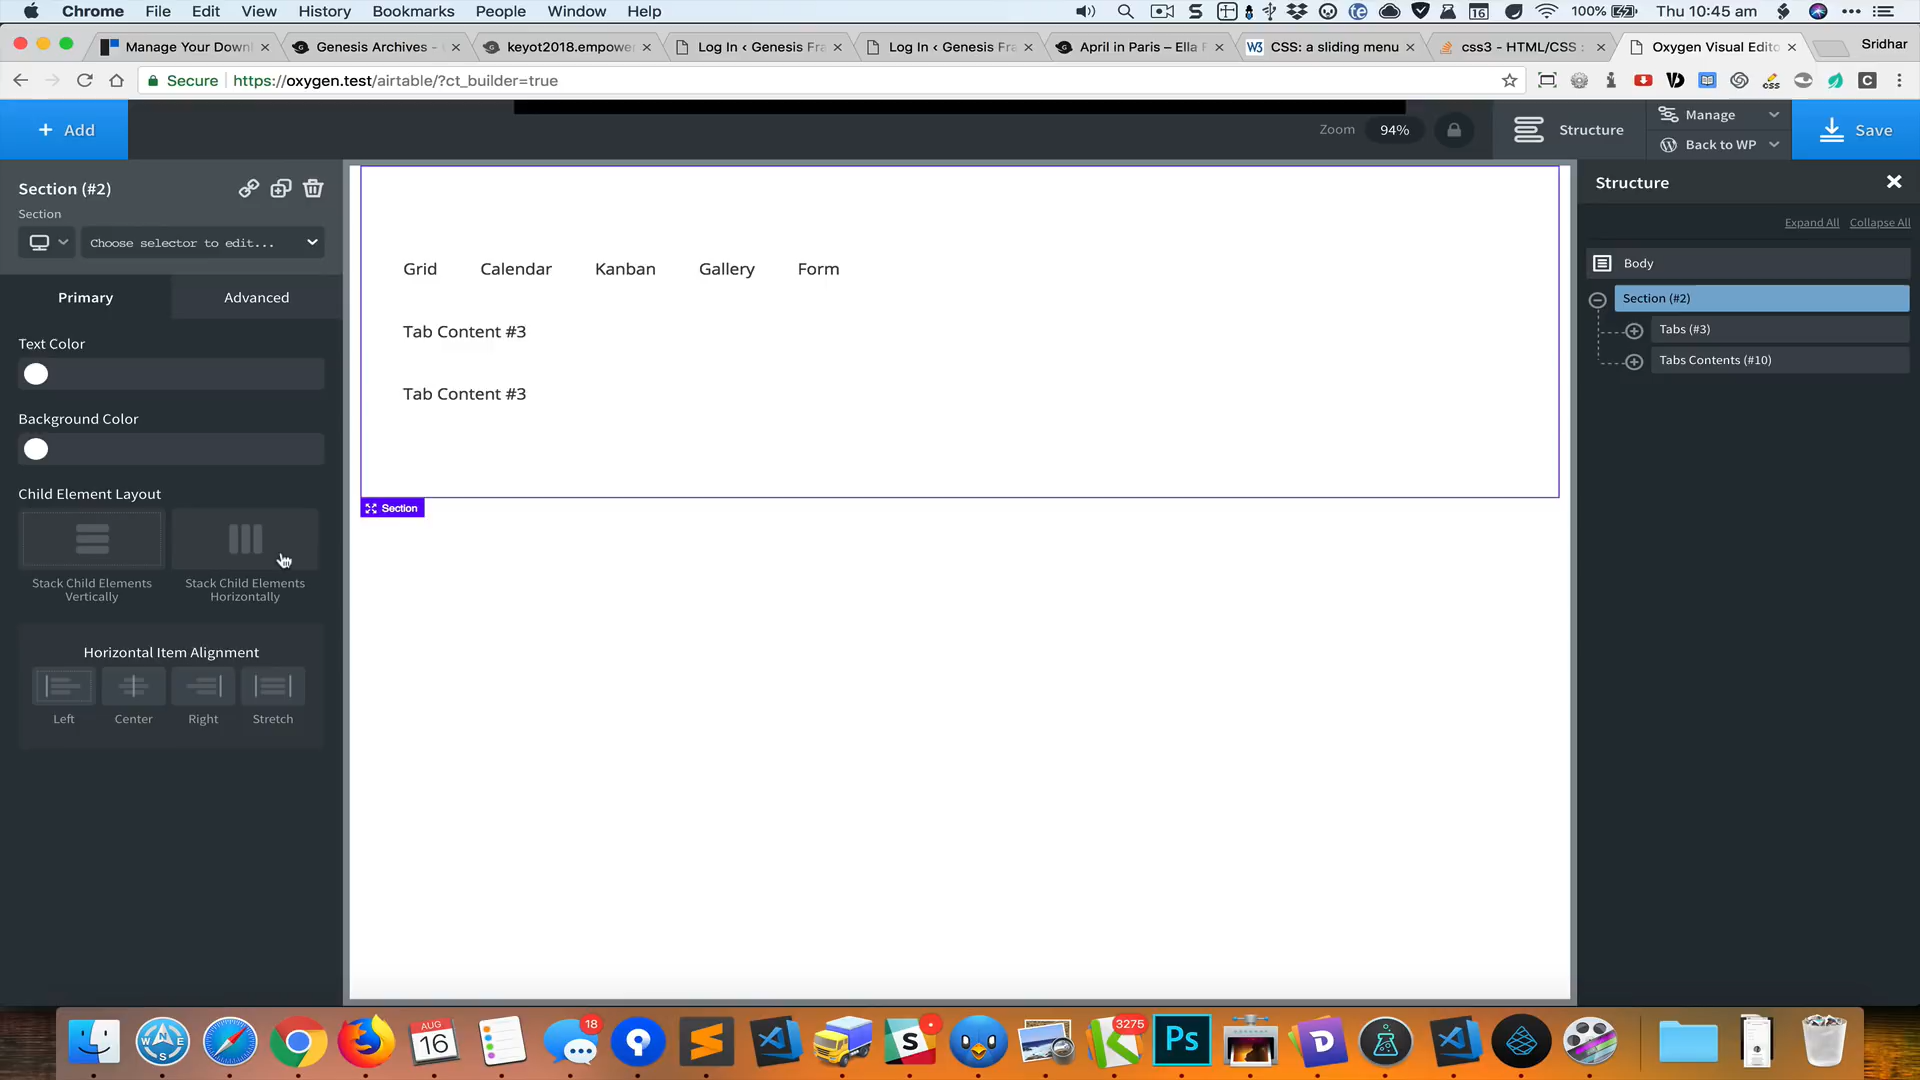 Chrome File Edit View History Bookmarks People Window Help 100% Thu 10:45 am
Manage Your Downl Genesis Archives - keyot2018.empower Log In ‹ Genesis Fra Log In ‹ Genesis Fra April in Paris – Ella F CSS: a sliding menu css3 - HTML/CSS Oxygen Visual Edito Sridhar
Secure https://oxygen.test/airtable/?ct_builder=true
+ Add
Zoom 94%
Structure
Manage
Back to WP
Save
Section (#2)
Section
Choose selector to edit...
Primary Advanced
Text Color
Background Color
Child Element Layout
Stack Child Elements
Vertically
Stack Child Elements
Horizontally
Horizontal Item Alignment
Left Center Right Stretch
Grid Calendar Kanban Gallery Form
Tab Content #3
Tab Content #3
Section
Structure
Expand All Collapse All
Body
Section (#2)
Tabs (#3)
Tabs Contents (#10)
AUG
16
18
3275
Ps